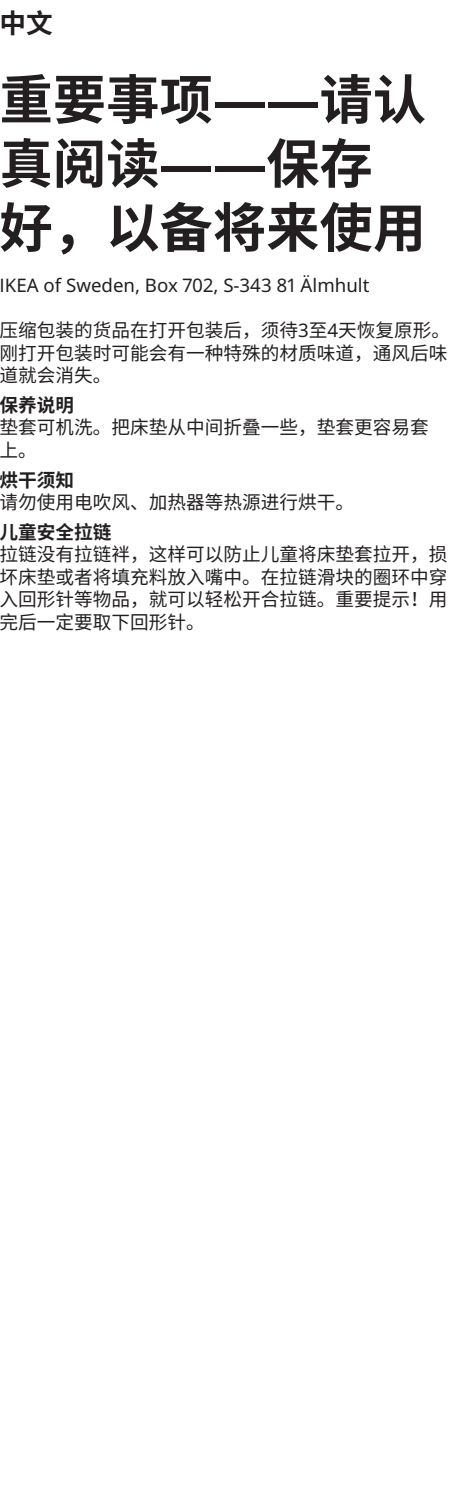 中文
重要事项——请认
真阅读——保存
好，以备将来使用
IKEA of Sweden, Box 702, S-343 81 Älmhult
压缩包装的货品在打开包装后，须待3至4天恢复原形。
刚打开包装时可能会有一种特殊的材质味道，通风后味
道就会消失。
保养说明
垫套可机洗。把床垫从中间折叠一些，垫套更容易套
上。
烘干须知
请勿使用电吹风、加热器等热源进行烘干。
儿童安全拉链
拉链没有拉链袢，这样可以防止儿童将床垫套拉开，损
坏床垫或者将填充料放入嘴中。在拉链滑块的圈环中穿
入回形针等物品，就可以轻松开合拉链。重要提示！用
完后一定要取下回形针。